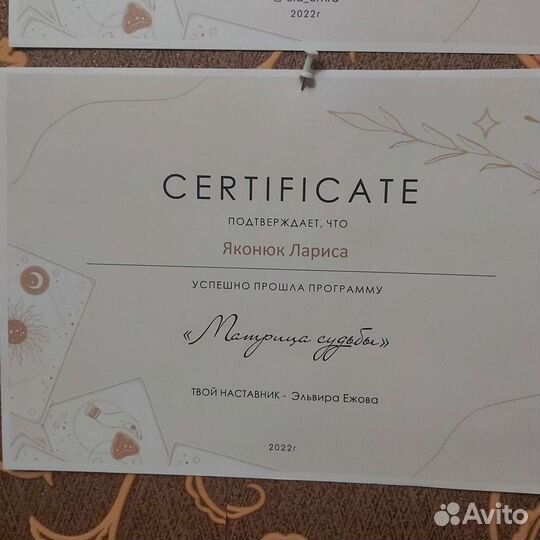 2022г
CERTIFICATE
ПОДТВЕРЖДАЕТ, ЧТО
Яконюк Лариса
УСПЕШНО ПРОШЛА ПРОГРАММУ
«Матрица судьбы»
ТВОЙ НАСТАВНИК - Эльвира Ежова
2022г
Avito